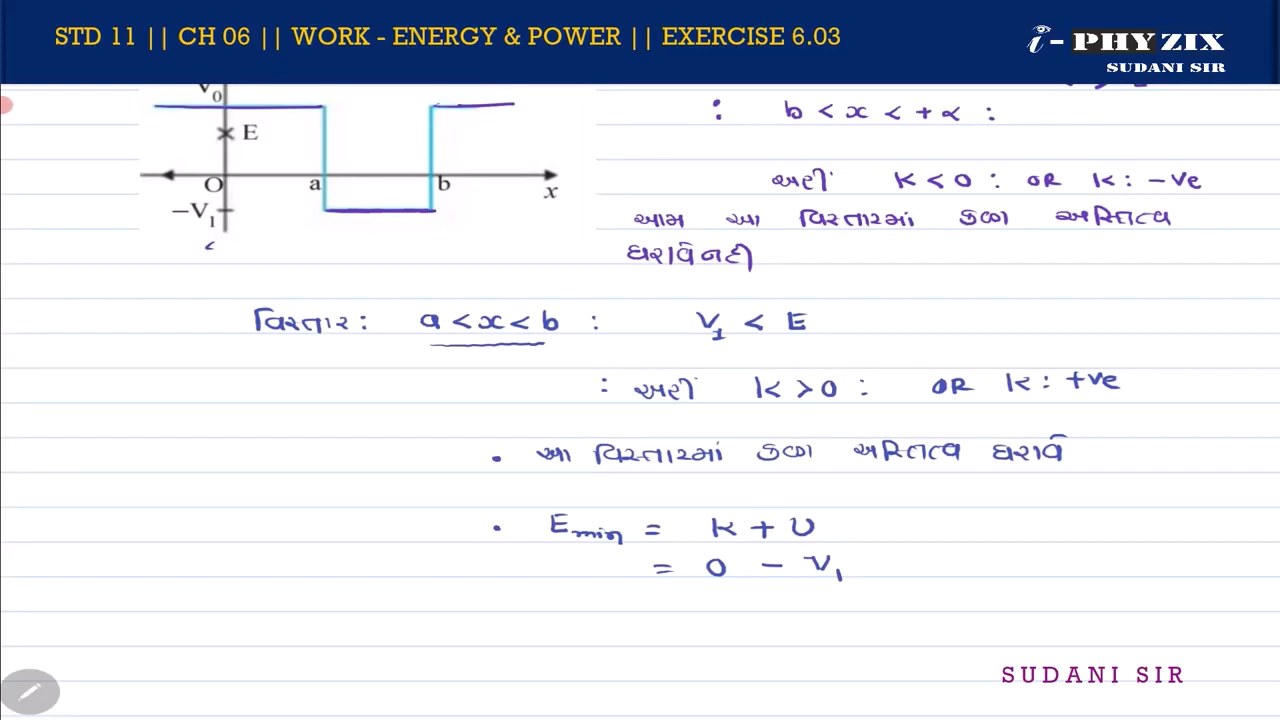 STD 11 || CH 06 || WORK - ENERGY & POWER || EXERCISE 6.03
i - PHYZIX
SUDANI SIR
V0
E
O a b x
−V1
: b < x < + α :
અહીં K < 0 : OR K : -ve
આમ આ વિસ્તારમાં કણ અસ્તિત્વ
ધરાવે નહીં
વિસ્તાર : a < x < b : V1 < E
: અહીં K > 0 : OR K : +ve
• આ વિસ્તારમાં કણ અસ્તિત્વ ધરાવે
• Emin = K + U
= 0 - V1
SUDANI SIR